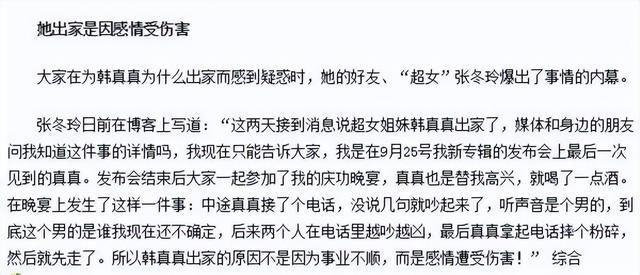 她出家是因感情受伤害
大家在为韩真真为什么出家而感到疑惑时，她的好友、“超女”张冬玲爆出了事情的内幕。
张冬玲日前在博客上写道：“这两天接到消息说超女姐妹韩真真出家了，媒体和身边的朋友
问我知道这件事的详情吗，我现在只能告诉大家，我是在9月25号我新专辑的发布会上最后一次
见到的真真。发布会结束后大家一起参加了我的庆功晚宴，真真也是替我高兴，就喝了一点酒。
在晚宴上发生了这样一件事：中途真真接了个电话，没说几句就吵起来了，听声音是个男的，到
底这个男的是谁我现在还不确定，后来两个人在电话里越吵越凶，最后真真拿起电话摔个粉碎，
然后就先走了。所以韩真真出家的原因不是因为事业不顺，而是感情遭受伤害！” 综合